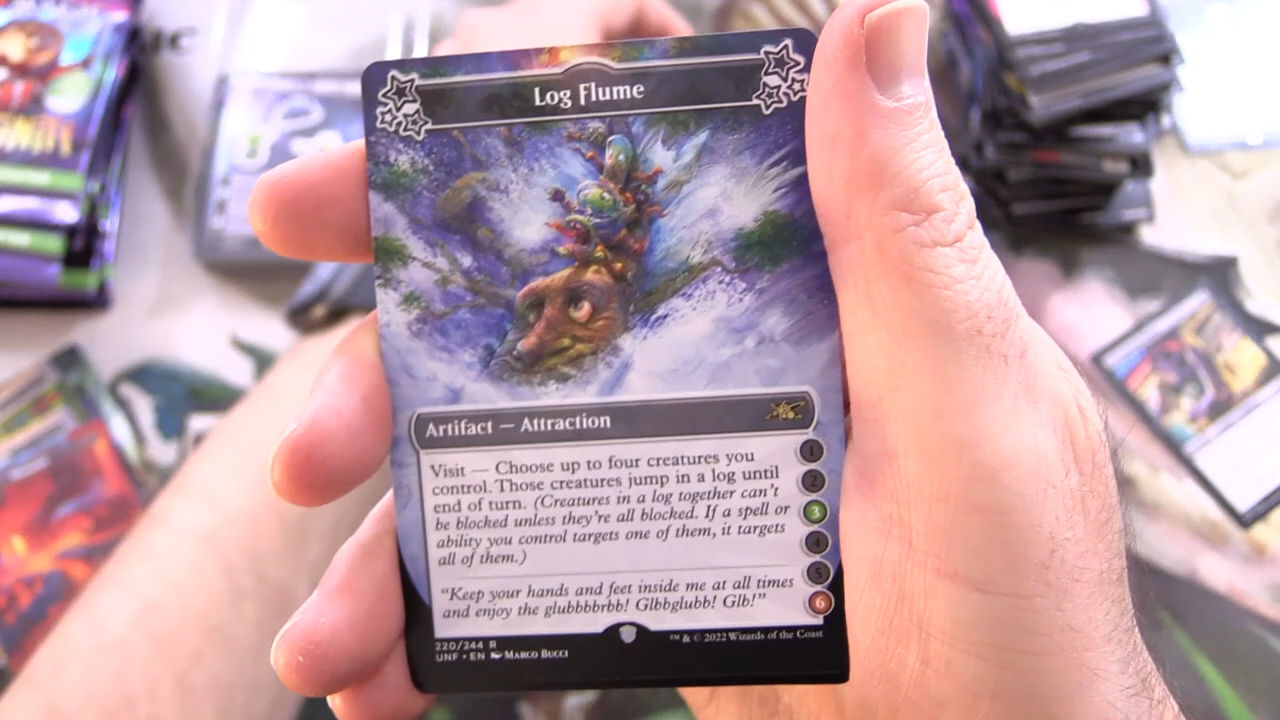 Log Flume
Artifact — Attraction
Visit — Choose up to four creatures you
control. Those creatures jump in a log until
end of turn. (Creatures in a log together can't
be blocked unless they're all blocked. If a spell or
ability you control targets one of them, it targets
all of them.)
"Keep your hands and feet inside me at all times
and enjoy the glubbbbrbb! Glbbglubb! Glb!"
1
2
3
4
5
6
220/244 R
UNF • EN Marco Bucci
™ & © 2022 Wizards of the Coast